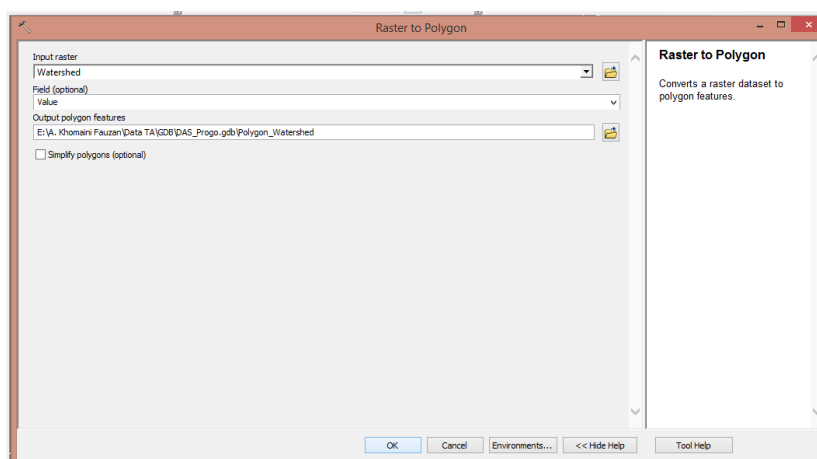 Raster to Polygon
Input raster
Watershed
Field (optional)
Value
Output polygon features
E:\A. Khomaini Fauzan\Data TA\GDB\DAS_Progo.gdb\Polygon_Watershed
Simplify polygons (optional)
Raster to Polygon
Converts a raster dataset to
polygon features.
OK
Cancel
Environments...
<< Hide Help
Tool Help